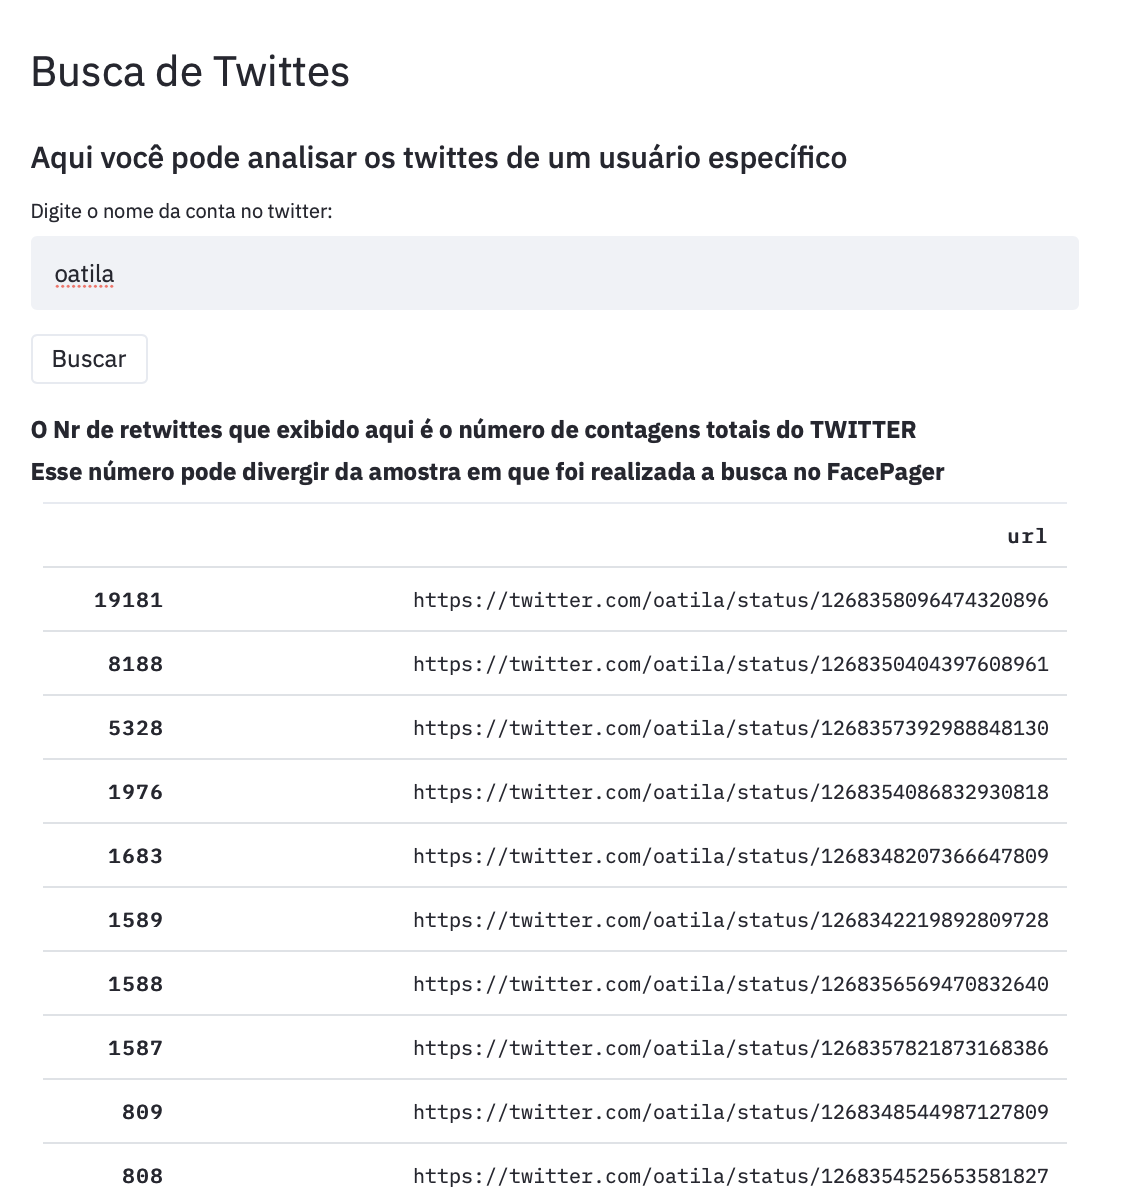 Busca de Twittes
Aqui você pode analisar os twittes de um usuário específico
Digite o nome da conta no twitter:
oatila
Buscar
O Nr de retwittes que exibido aqui é o número de contagens totais do TWITTER
Esse número pode divergir da amostra em que foi realizada a busca no FacePager
url
19181 https://twitter.com/oatila/status/1268358096474320896
8188 https://twitter.com/oatila/status/1268350404397608961
5328 https://twitter.com/oatila/status/1268357392988848130
1976 https://twitter.com/oatila/status/1268354086832930818
1683 https://twitter.com/oatila/status/1268348207366647809
1589 https://twitter.com/oatila/status/1268342219892809728
1588 https://twitter.com/oatila/status/1268356569470832640
1587 https://twitter.com/oatila/status/1268357821873168386
809 https://twitter.com/oatila/status/1268348544987127809
808 https://twitter.com/oatila/status/1268354525653581827